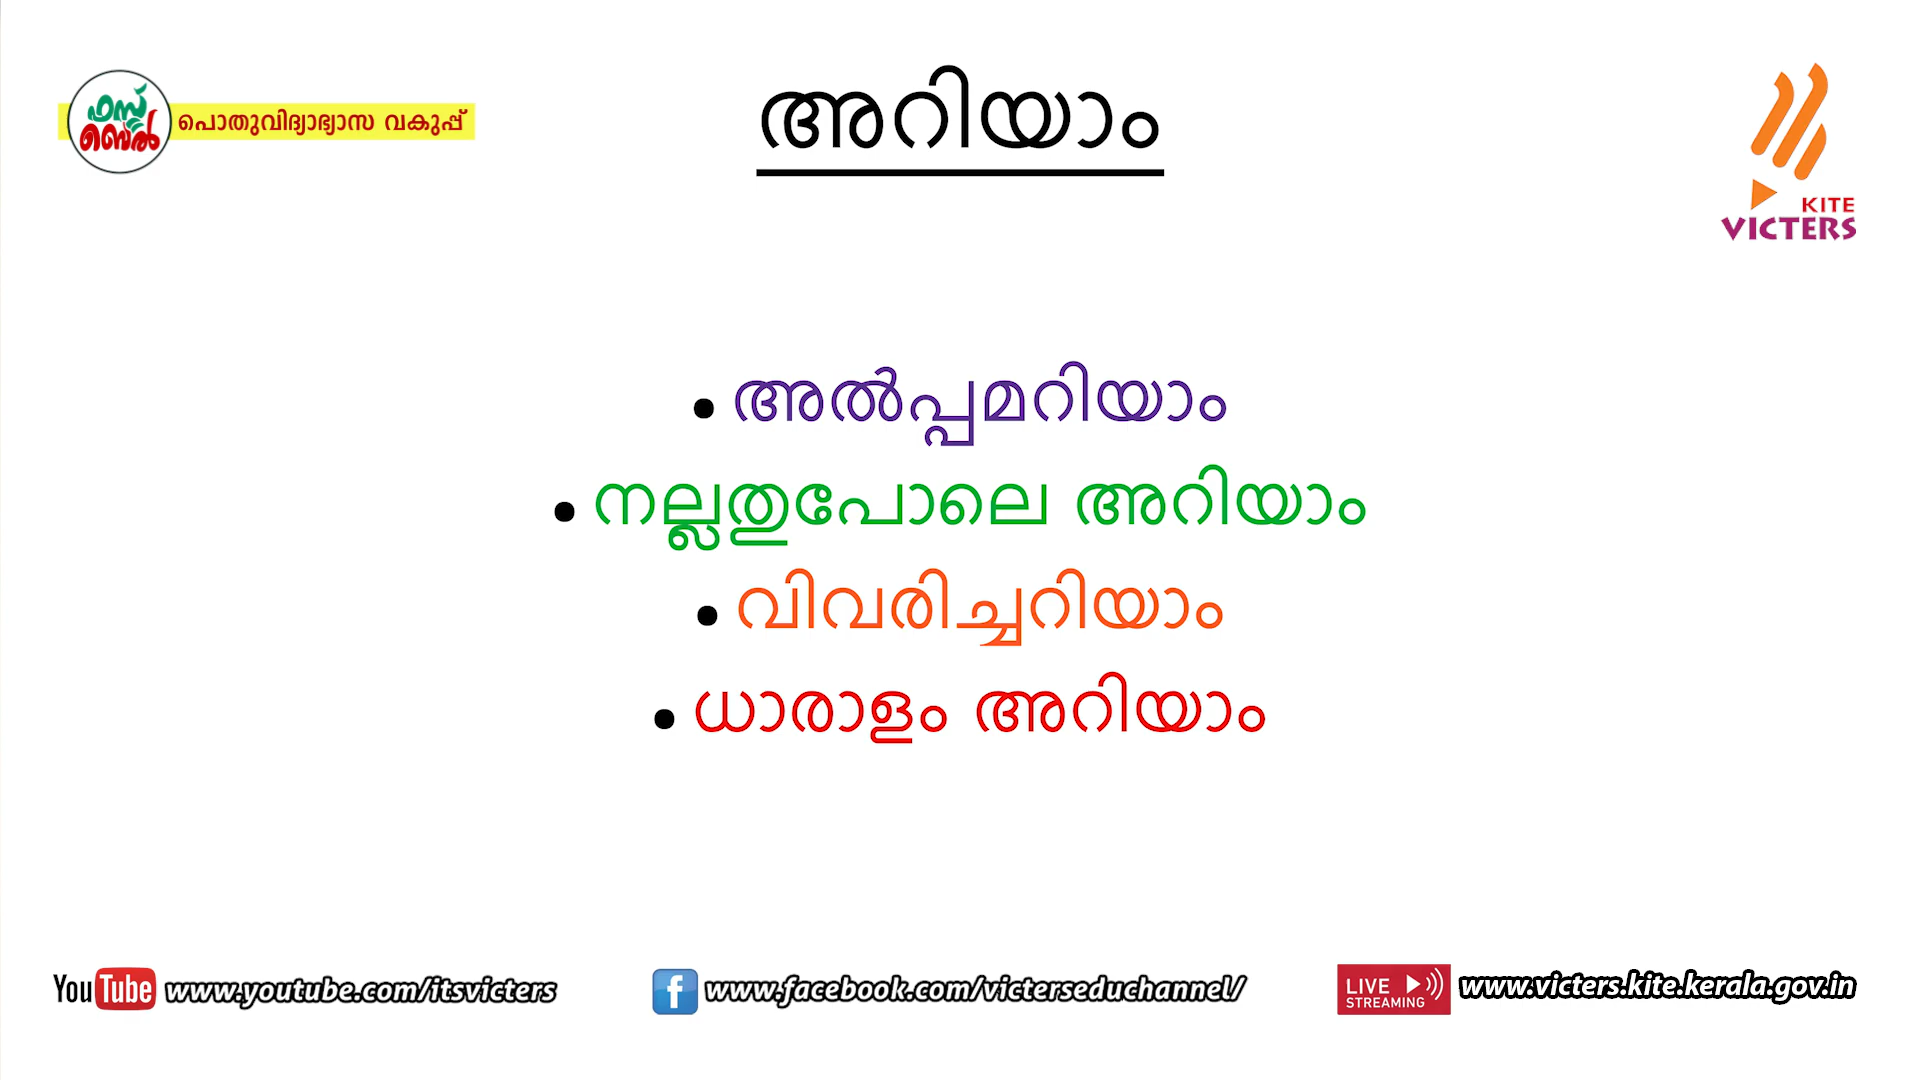 ഫസ്റ്റ്
ബെൽ
പൊതുവിദ്യാഭ്യാസ വകുപ്പ്
അറിയാം
KITE
VICTERS
• അൽപ്പമറിയാം
• നല്ലതുപോലെ അറിയാം
• വിവരിച്ചറിയാം
• ധാരാളം അറിയാം
YouTube www.youtube.com/itsvicters
f www.facebook.com/victerseduchannel/
LIVE
STREAMING
www.victers.kite.kerala.gov.in